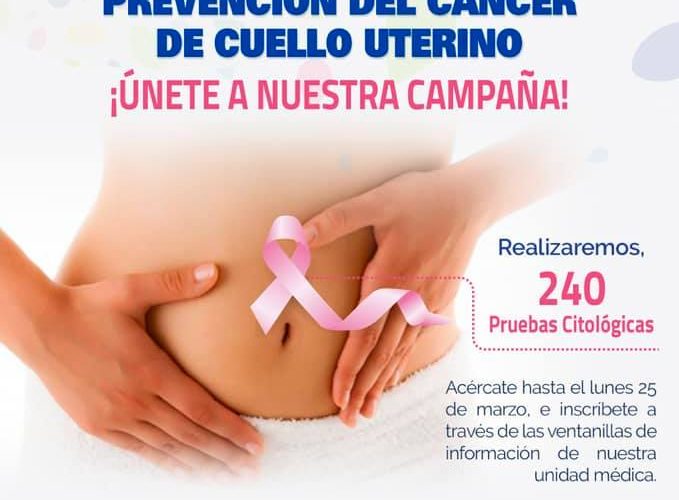 PREVENCIÓN DEL CÁNCER
DE CUELLO UTERINO
¡ÚNETE A NUESTRA CAMPAÑA!
Realizaremos,
240
Pruebas Citológicas
Acércate hasta el lunes 25
de marzo, e inscríbete a
través de las ventanillas de
información de nuestra
unidad médica.